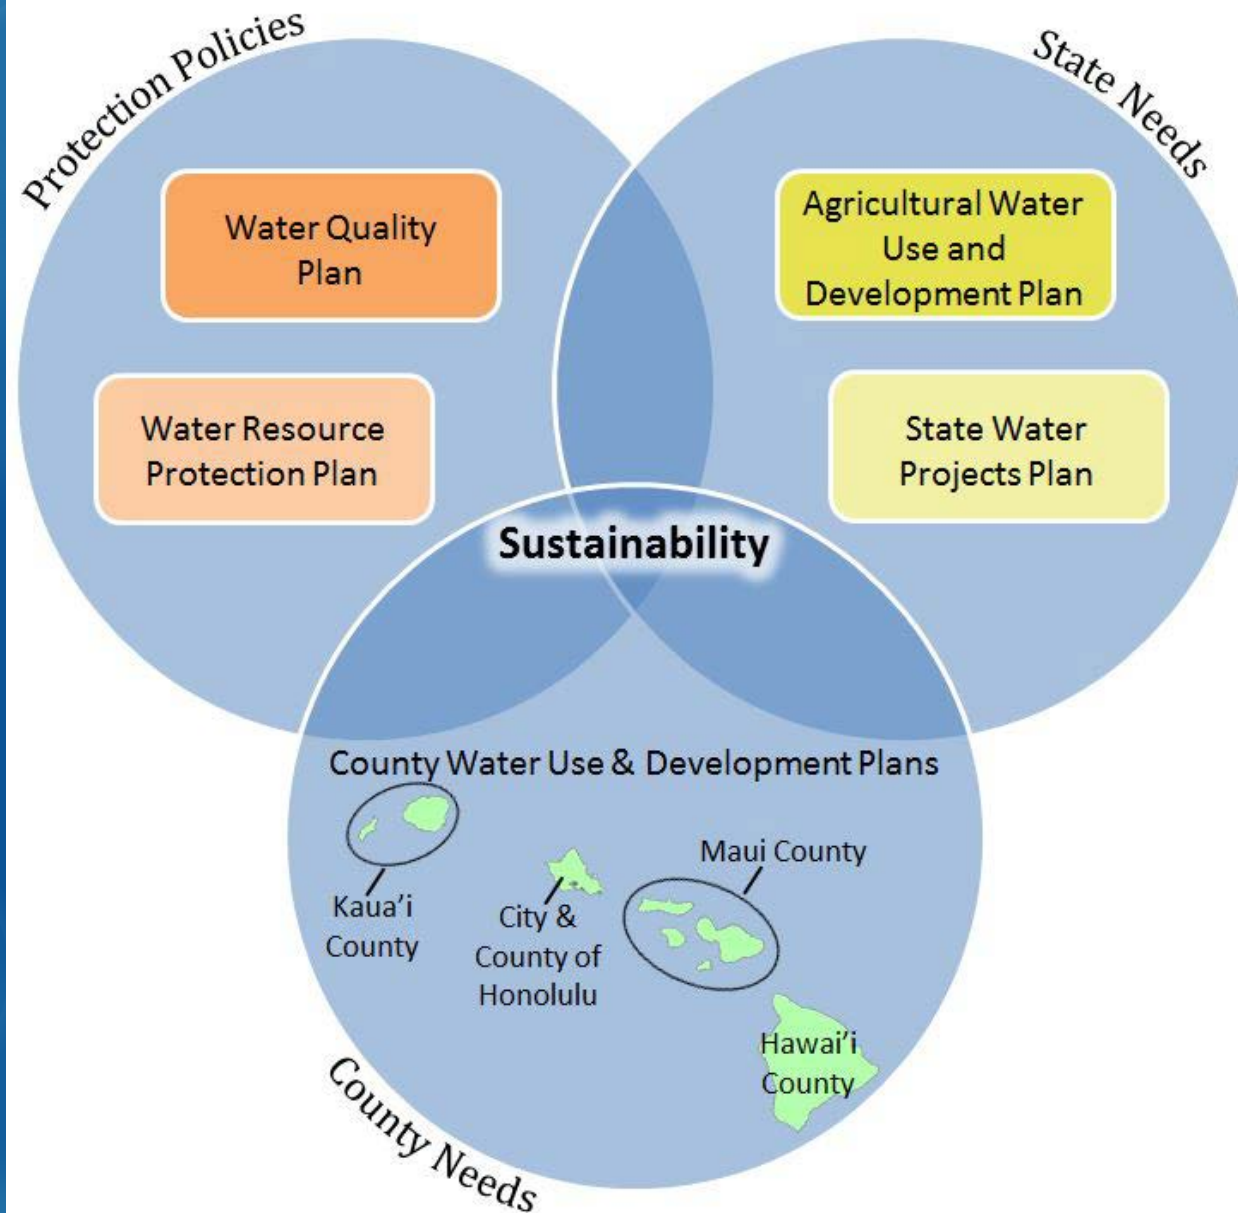 Protection Policies
State Needs
Water Quality
Plan
Agricultural Water
Use and
Development Plan
Water Resource
Protection Plan
State Water
Projects Plan
Sustainability
County Water Use & Development Plans
Maui County
Kaua’i
County
City &
County of
Honolulu
Hawai’i
County
County Needs